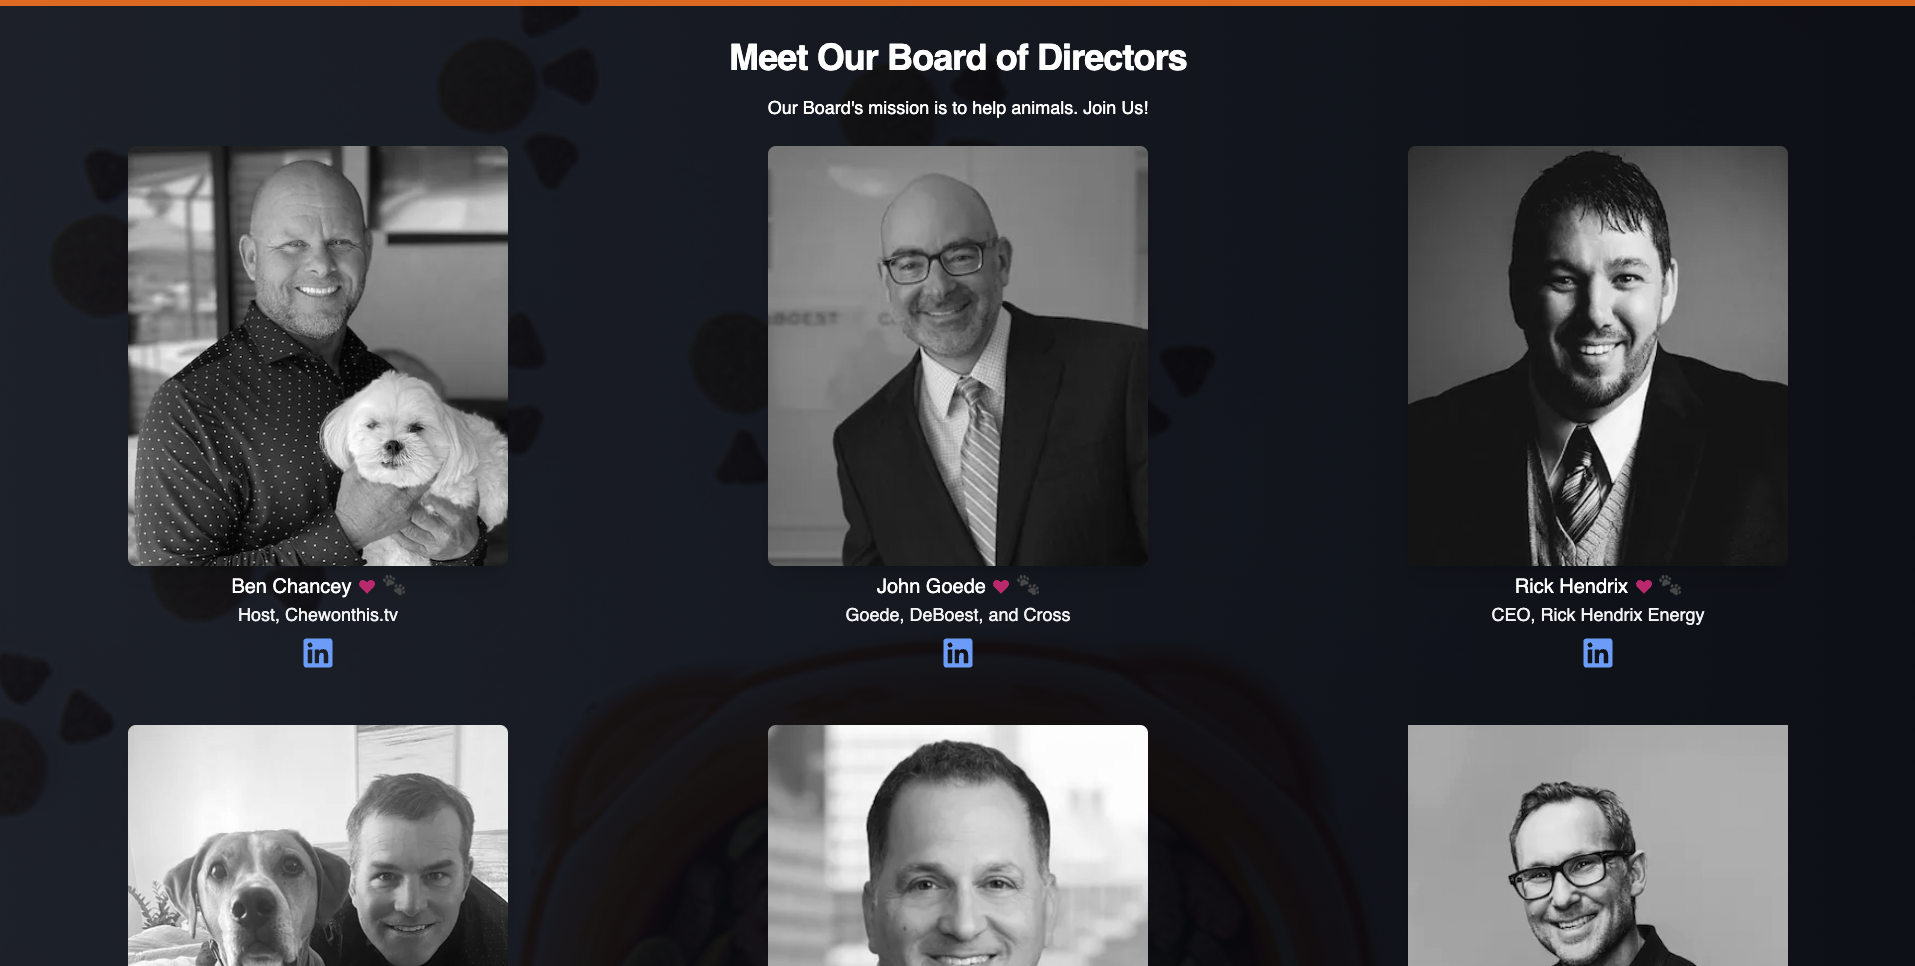 Meet Our Board of Directors
Our Board's mission is to help animals. Join Us!
BOEST
Ben Chancey
John Goede
Rick Hendrix
Host, Chewonthis.tv
Goede, DeBoest, and Cross
CEO, Rick Hendrix Energy
in
in
in